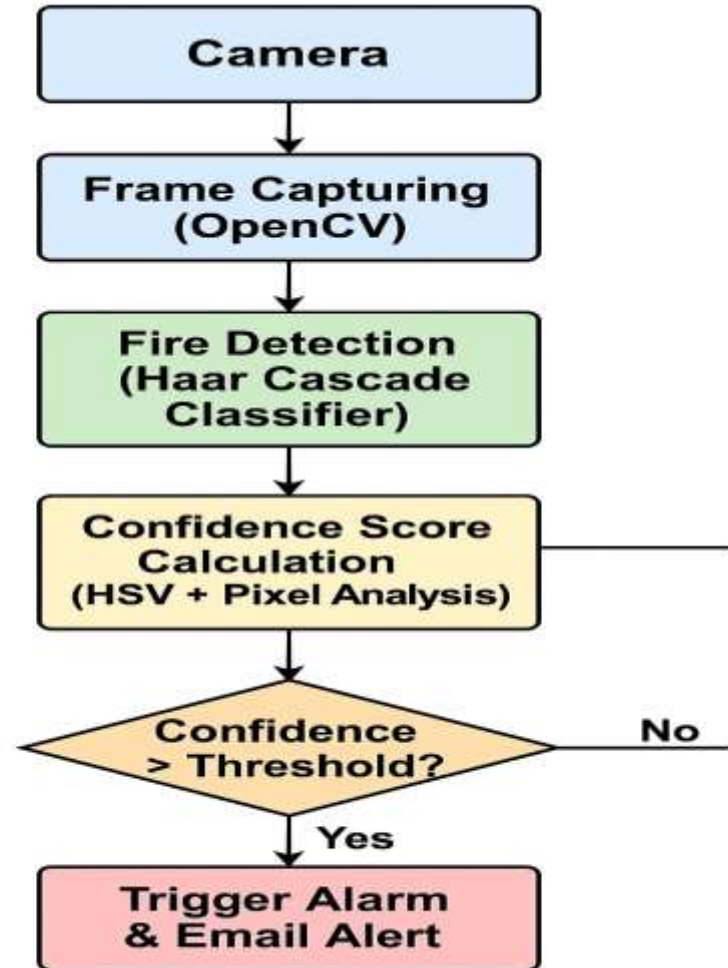 Camera
Frame Capturing
(OpenCV)
Fire Detection
(Haar Cascade
Classifier)
Confidence Score
Calculation
(HSV + Pixel Analysis)
Confidence
> Threshold?
No
Yes
Trigger Alarm
& Email Alert